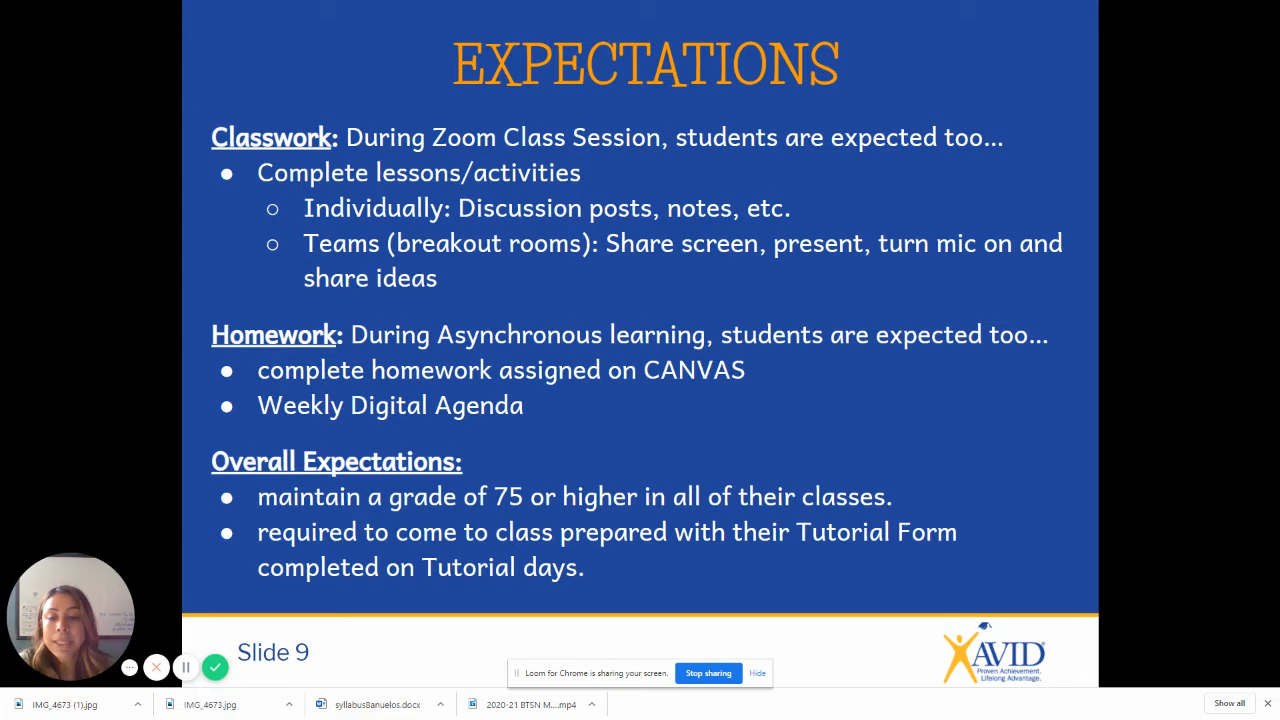 EXPECTATIONS
Classwork: During Zoom Class Session, students are expected too...
● Complete lessons/activities
○ Individually: Discussion posts, notes, etc.
○ Teams (breakout rooms): Share screen, present, turn mic on and
share ideas
Homework: During Asynchronous learning, students are expected too...
● complete homework assigned on CANVAS
● Weekly Digital Agenda
Overall Expectations:
● maintain a grade of 75 or higher in all of their classes.
● required to come to class prepared with their Tutorial Form
completed on Tutorial days.
Slide 9
AVID
Proven Achievement.
Lifelong Advantage.
Loom for Chrome is sharing your screen.
Stop sharing
Hide
IMG_4673 (1).jpg
IMG_4673.jpg
syllabusBanuelos.docx
2020-21 BTSN M....mp4
Show all